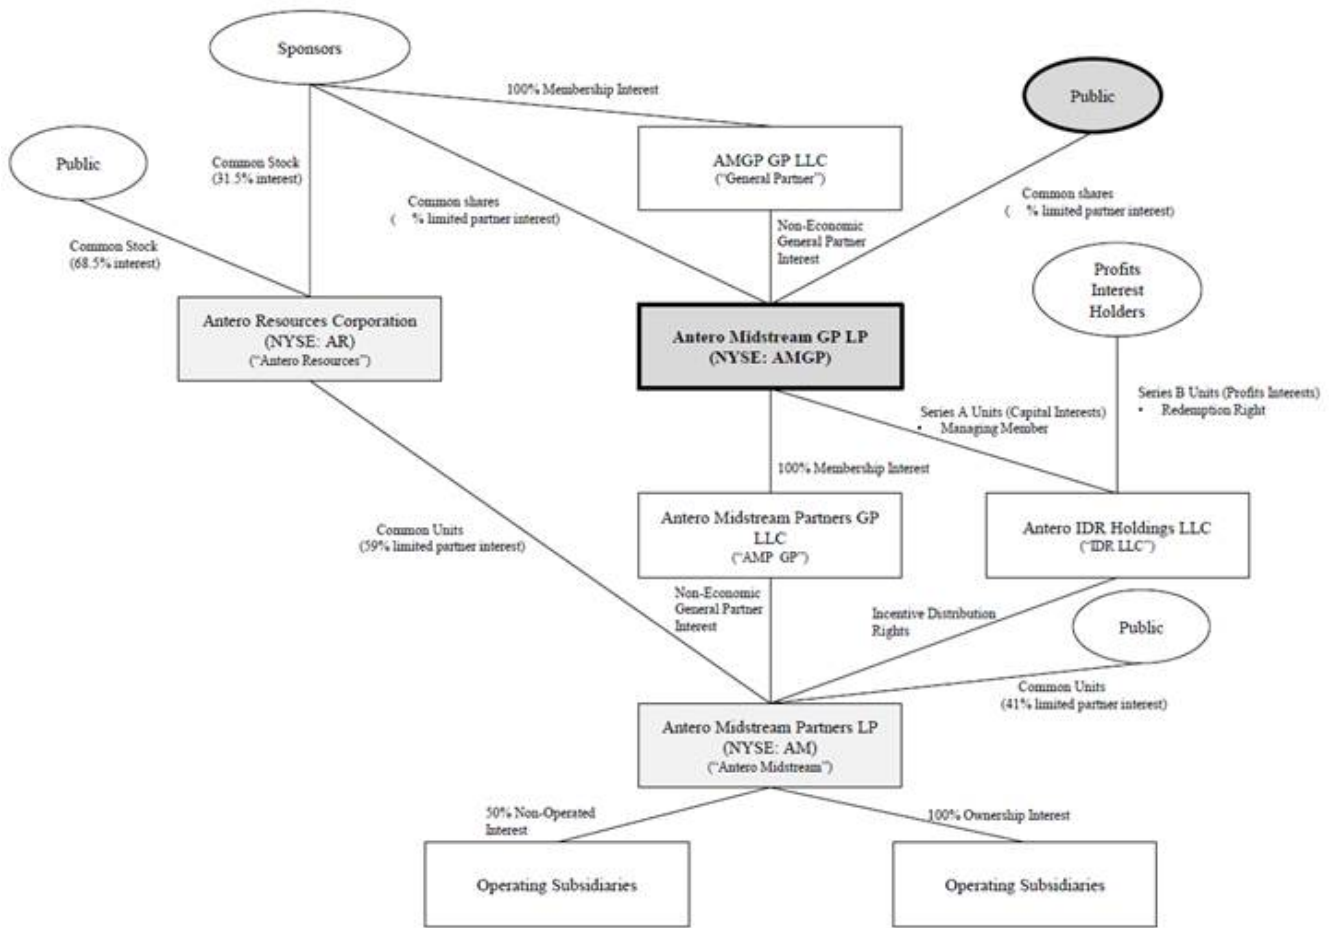 Sponsors
100% Membership Interest
Public
Public
AMGP GP LLC
("General Partner")
Common Stock
(31.5% interest)
Common shares
(    % limited partner interest)
Common shares
(    % limited partner interest)
Non-Economic
General Partner
Interest
Common Stock
(68.5% interest)
Profits
Interest
Holders
Antero Resources Corporation
(NYSE: AR)
("Antero Resources")
Antero Midstream GP LP
(NYSE: AMGP)
Series A Units (Capital Interests)
• Managing Member
Series B Units (Profits Interests)
• Redemption Right
100% Membership Interest
Common Units
(59% limited partner interest)
Antero Midstream Partners GP
LLC
("AMP GP")
Antero IDR Holdings LLC
("IDR LLC")
Non-Economic
General Partner
Interest
Incentive Distribution
Rights
Public
Common Units
(41% limited partner interest)
Antero Midstream Partners LP
(NYSE: AM)
("Antero Midstream")
50% Non-Operated
Interest
100% Ownership Interest
Operating Subsidiaries
Operating Subsidiaries